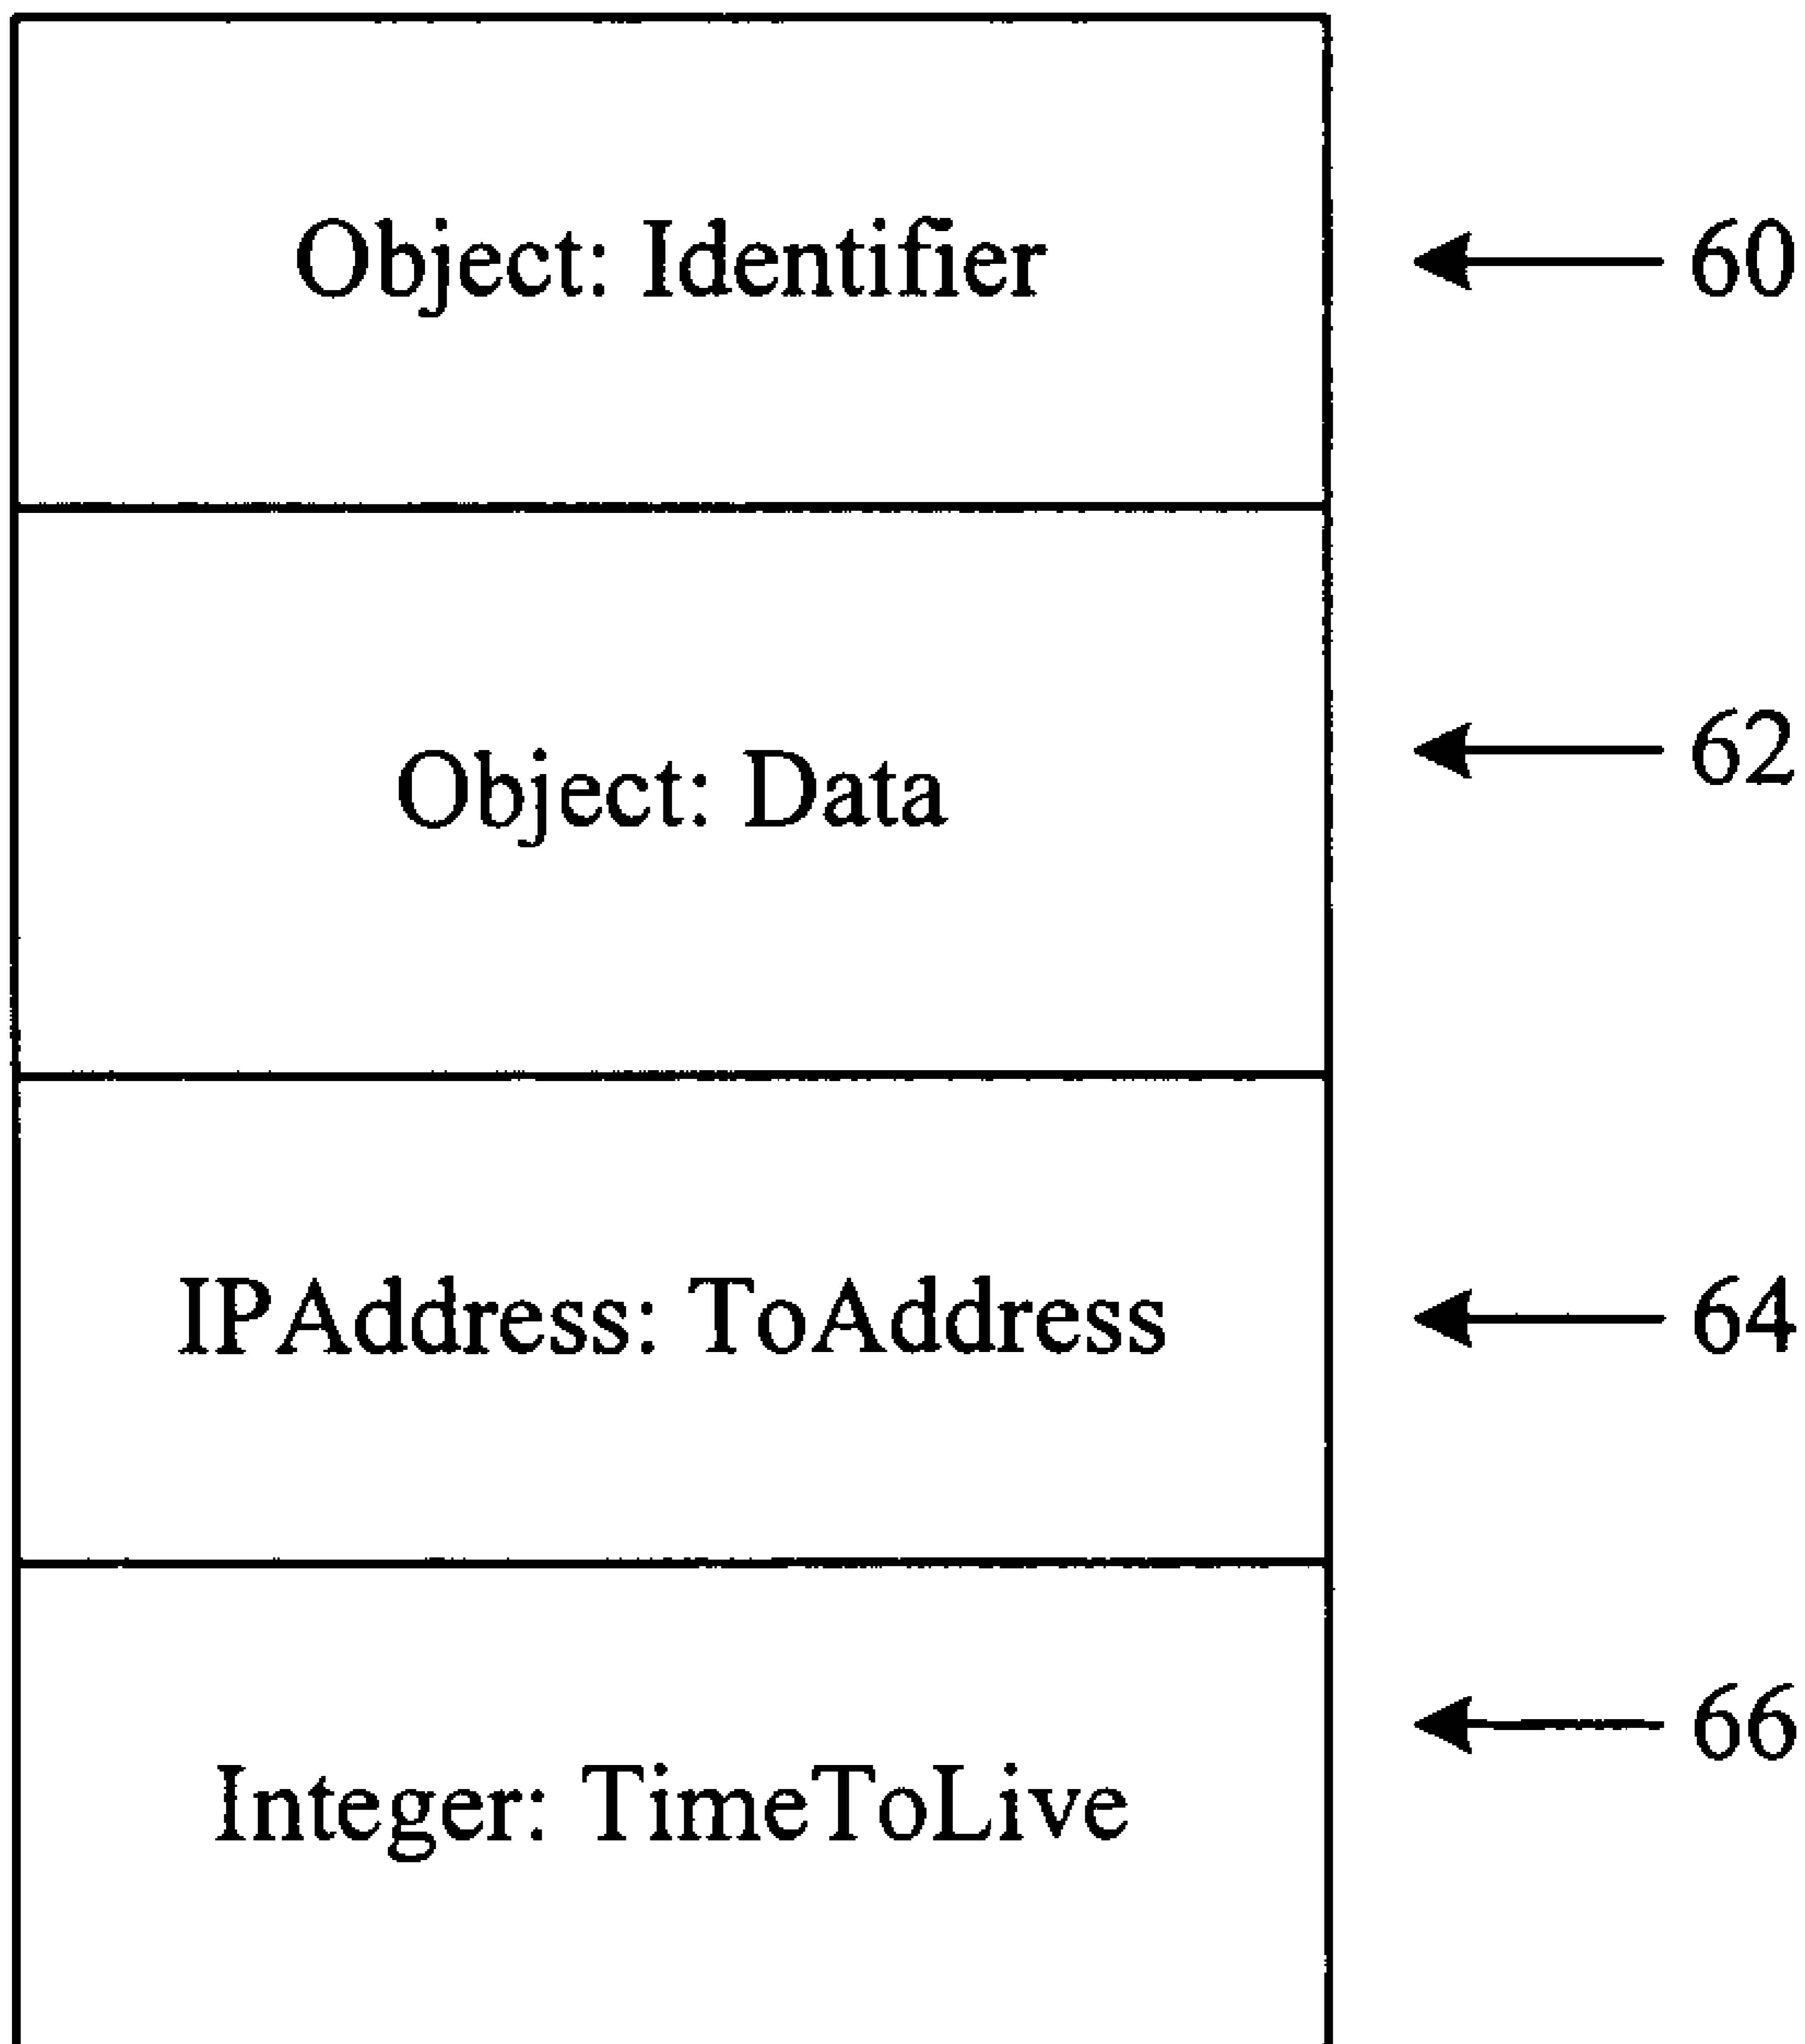 Object: Identifier
60
Object: Data
62
IPAddress: ToAddress
64
Integer: TimeToLive
66